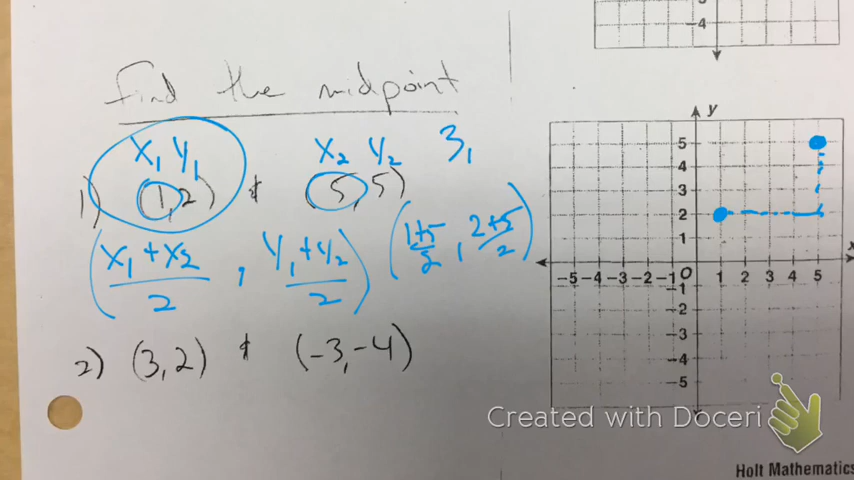 -4
Find the midpoint
X₁ Y₁ X₂ Y₂ 3,
1) (1,2) & (5,5)
(X₁+X₂/2, Y₁+Y₂/2) (1+5/2, 2+5/2)
2) (3,2) & (-3,-4)
y
5
4
3
2
1
-5 -4 -3 -2 -1 O 1 2 3 4 5 x
-1
-2
-3
-4
-5
Created with Doceri
Holt Mathematics